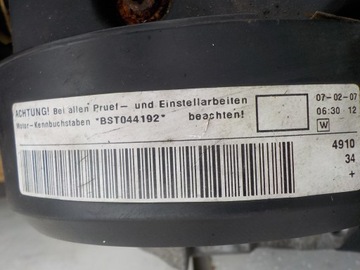 ACHTUNG! Bei allen Pruef- und Einstellarbeiten
Motor-Kennbuchstaben "BST044192" beachten!
07-02-07
06:30 12
W
4910
34
+